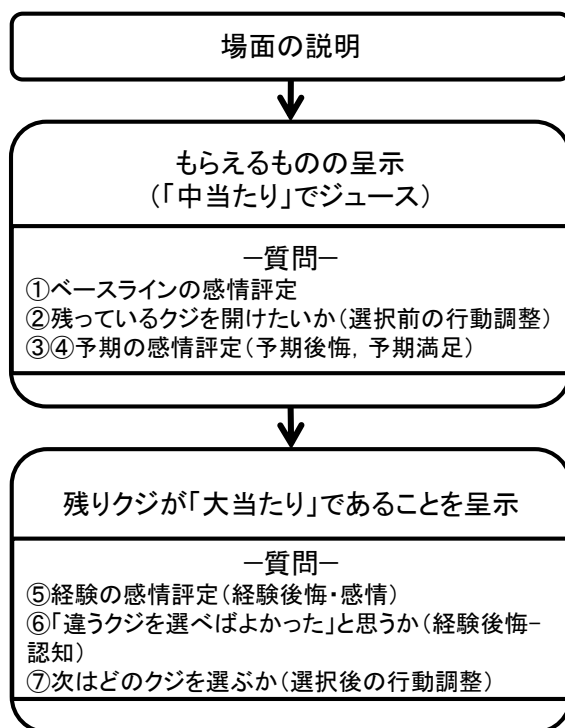 場面の説明
もらえるものの呈示
(「中当たり」でジュース)
―質問―
①ベースラインの感情評定
②残っているクジを開けたいか(選択前の行動調整)
③④予期の感情評定(予期後悔, 予期満足)
残りクジが「大当たり」であることを呈示
―質問―
⑤経験の感情評定(経験後悔・感情)
⑥「違うクジを選べばよかった」と思うか(経験後悔−
認知)
⑦次はどのクジを選ぶか(選択後の行動調整)